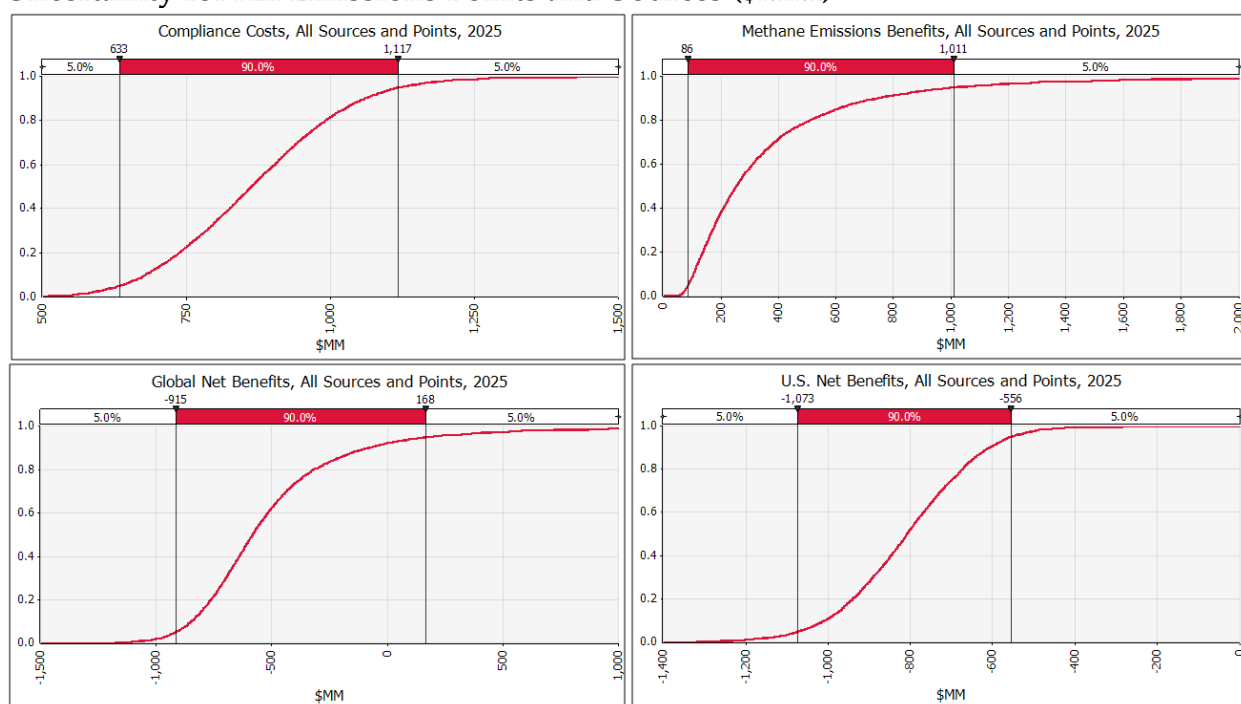 Compliance Costs, All Sources and Points, 2025
633 1,117
5.0% 90.0% 5.0%
1.0
0.8
0.6
0.4
0.2
0.0
500 750 1,000 1,250 1,500
$MM
Methane Emissions Benefits, All Sources and Points, 2025
86 1,011
90.0% 5.0%
1.0
0.8
0.6
0.4
0.2
0.0
0 200 400 600 800 1,000 1,200 1,400 1,600 1,800 2,000
$MM
Global Net Benefits, All Sources and Points, 2025
-915 168
5.0% 90.0% 5.0%
1.0
0.8
0.6
0.4
0.2
0.0
-1,500 -1,000 -500 0 500 1,000
$MM
U.S. Net Benefits, All Sources and Points, 2025
-1,073 -556
5.0% 90.0% 5.0%
1.0
0.8
0.6
0.4
0.2
0.0
-1,400 -1,200 -1,000 -800 -600 -400 -200 0
$MM